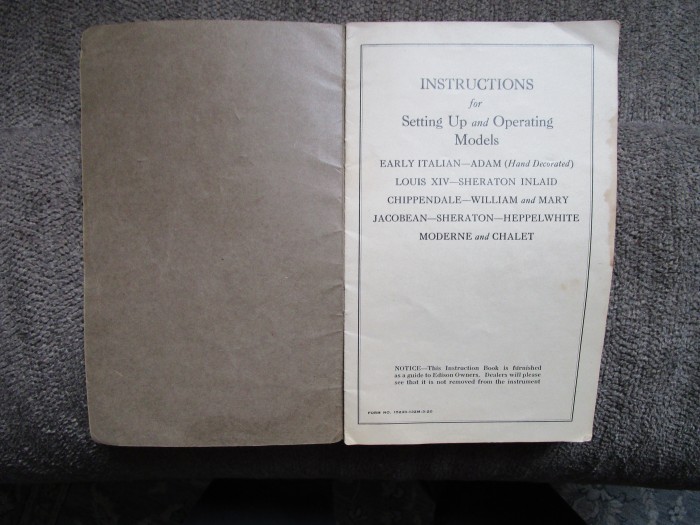 INSTRUCTIONS
for
Setting Up and Operating
Models
EARLY ITALIAN—ADAM (Hand Decorated)
LOUIS XIV—SHERATON INLAID
CHIPPENDALE—WILLIAM and MARY
JACOBEAN—SHERATON—HEPPELWHITE
MODERNE and CHALET
NOTICE—This Instruction Book is furnished
as a guide to Edison Owners. Dealers will please
see that it is not removed from the instrument
FORM NO.